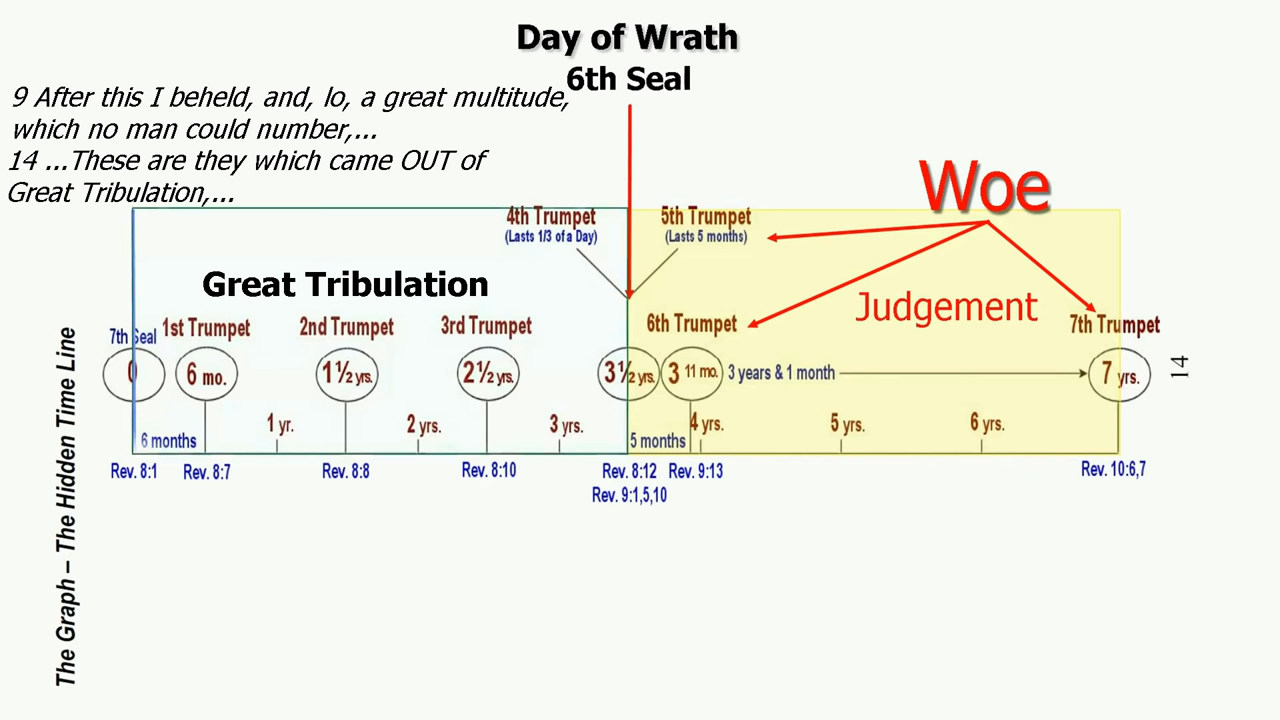 Day of Wrath
6th Seal
9 After this I beheld, and, lo, a great multitude,
which no man could number,...
14 ...These are they which came OUT of
Great Tribulation,...
Woe
4th Trumpet
(Lasts 1/3 of a Day)
5th Trumpet
(Lasts 5 months)
Great Tribulation
Judgement
7th Seal
1st Trumpet
2nd Trumpet
3rd Trumpet
6th Trumpet
7th Trumpet
0
6 mo.
1½ yrs.
2½ yrs.
3½ yrs.
3 11 mo.
3 years & 1 month
7 yrs.
14
6 months
1 yr.
2 yrs.
3 yrs.
5 months
4 yrs.
5 yrs.
6 yrs.
Rev. 8:1
Rev. 8:7
Rev. 8:8
Rev. 8:10
Rev. 8:12
Rev. 9:1,5,10
Rev. 9:13
Rev. 10:6,7
The Graph – The Hidden Time Line